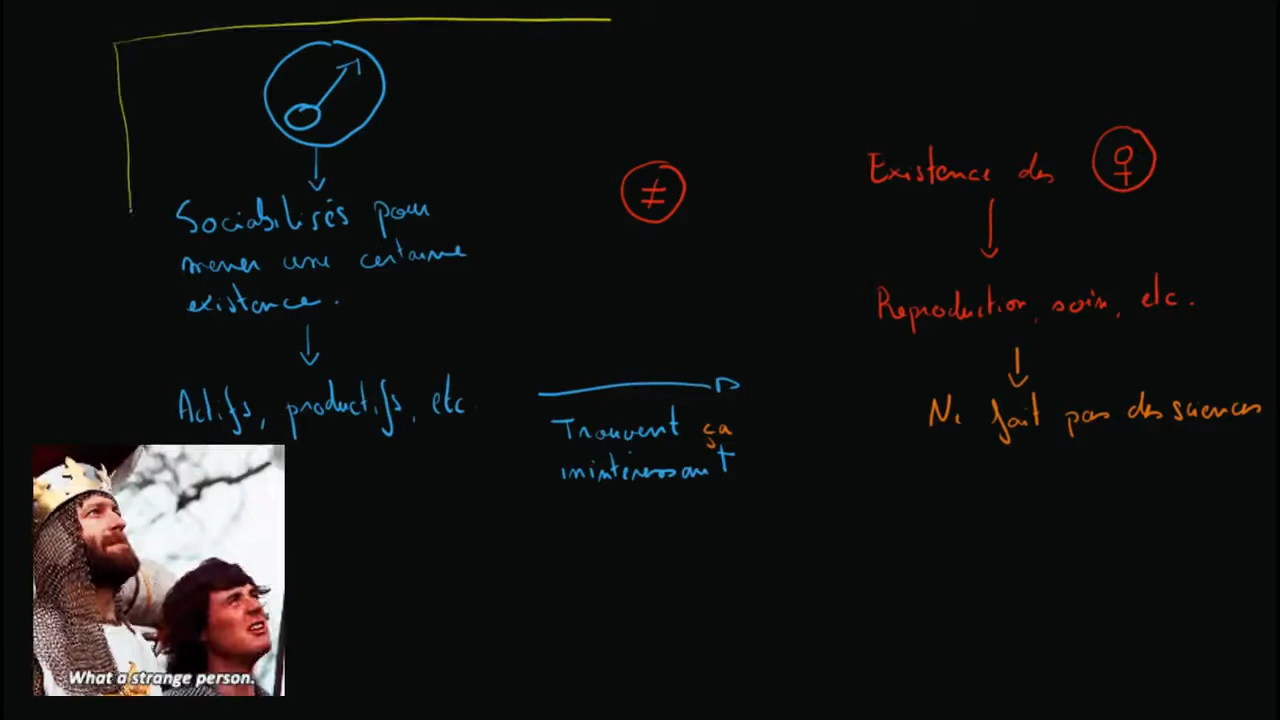 Sociabilisés pour
mener une certaine
existence.
Actifs, productifs, etc.
≠
Trouvent ça
inintéressant
Existence des ♀
Reproduction, soin, etc.
Ne fait pas des sciences
What a strange person.